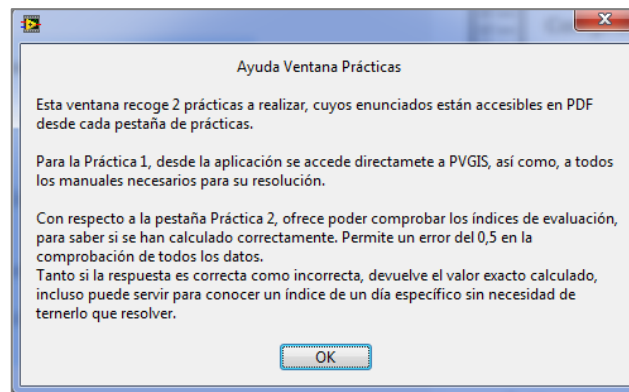 Ayuda Ventana Prácticas
Esta ventana recoge 2 prácticas a realizar, cuyos enunciados están accesibles en PDF
desde cada pestaña de prácticas.
Para la Práctica 1, desde la aplicación se accede directamete a PVGIS, así como, a todos
los manuales necesarios para su resolución.
Con respecto a la pestaña Práctica 2, ofrece poder comprobar los índices de evaluación,
para saber si se han calculado correctamente. Permite un error del 0,5 en la
comprobación de todos los datos.
Tanto si la respuesta es correcta como incorrecta, devuelve el valor exacto calculado,
incluso puede servir para conocer un índice de un día específico sin necesidad de
ternerlo que resolver.
OK